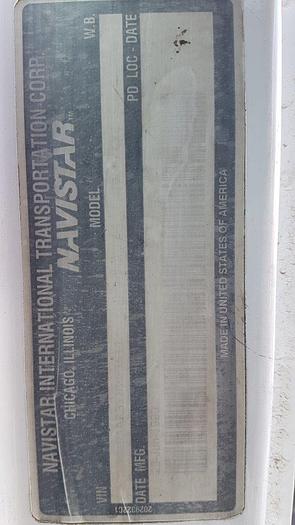 NAVISTAR INTERNATIONAL TRANSPORTATION CORP.
CHICAGO, ILLINOIS NAVISTAR™
VIN MODEL W.B.
DATE MFG. PD LOC - DATE
MADE IN UNITED STATES OF AMERICA